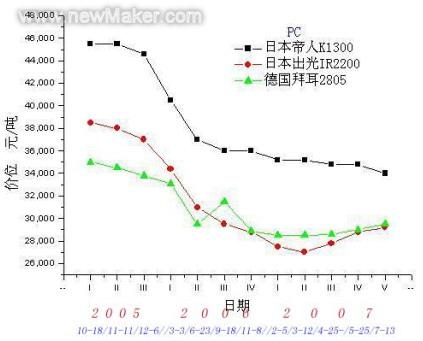 www.newMaker.com
PC
日本帝人K1300
日本出光IR2200
德国拜耳2805
价位 元/吨
48,000
46,000
44,000
42,000
40,000
38,000
36,000
34,000
32,000
30,000
28,000
26,000
-- I II III I II III IV I II III IV V --
日期
2005 2006 2007
10-18/11-11/12-6//3-3/6-23/9-18/11-8//2-5/3-12/4-25-/5-25/7-13